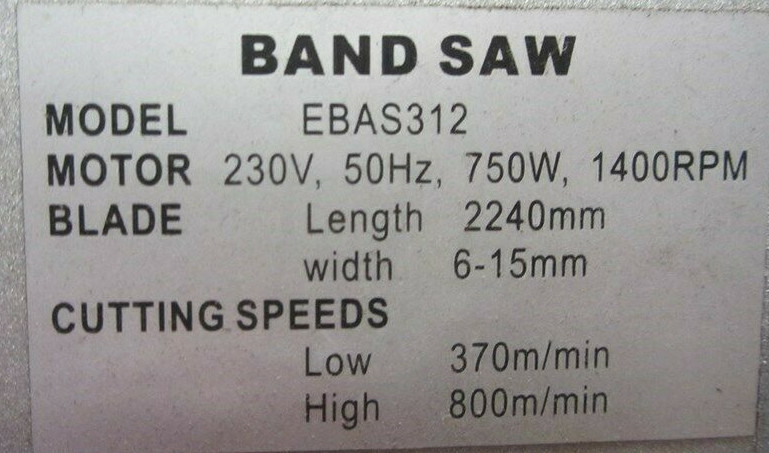 BAND SAW
MODEL EBAS312
MOTOR 230V, 50Hz, 750W, 1400RPM
BLADE Length 2240mm
width 6-15mm
CUTTING SPEEDS
Low 370m/min
High 800m/min